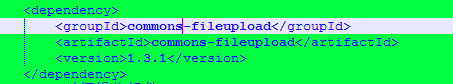 <dependency>
<groupId>commons-fileupload</groupId>
<artifactId>commons-fileupload</artifactId>
<version>1.3.1</version>
</dependency>